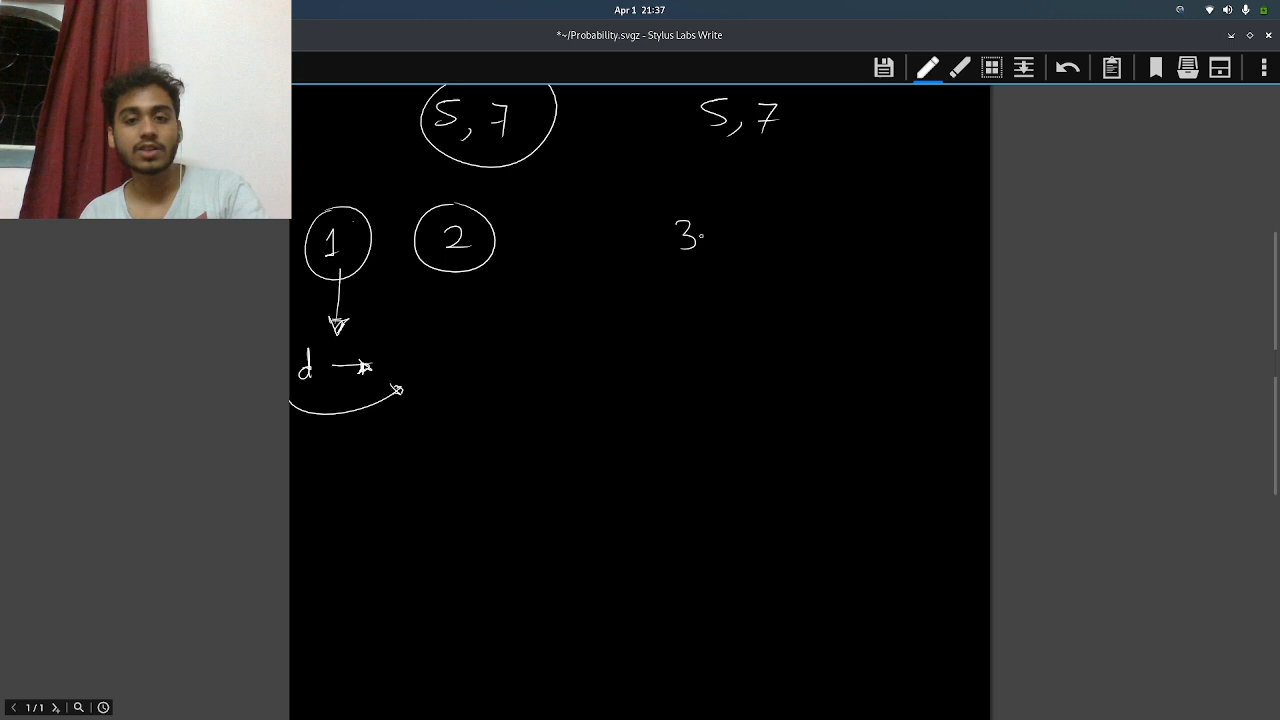 Apr 1 21:37
*~/Probability.svgz - Stylus Labs Write
5, 7 5, 7
1 2 3.
d
1/1